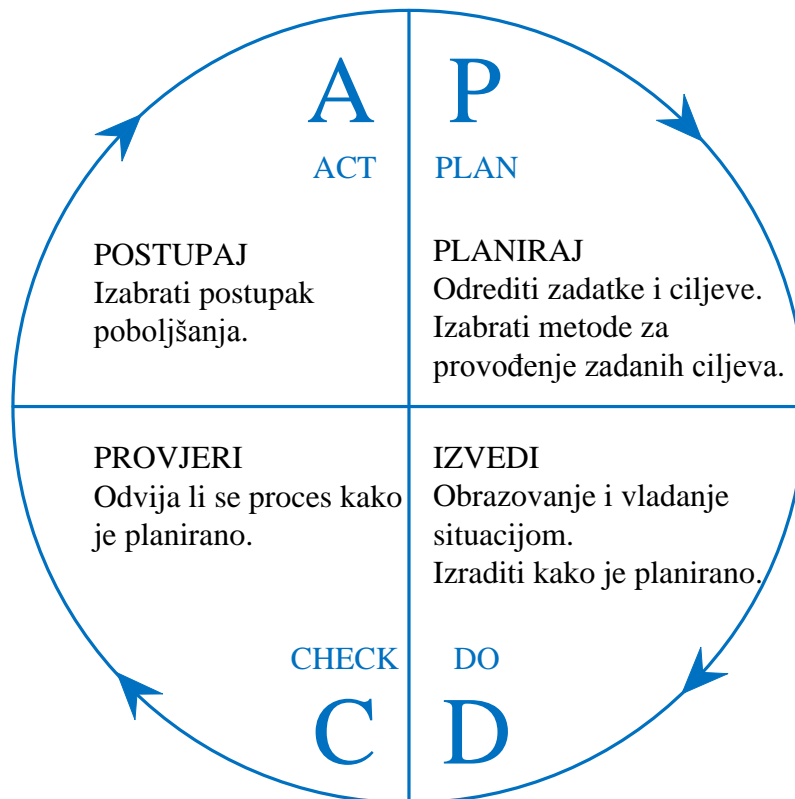 A
ACT
POSTUPAJ
Izabrati postupak
poboljšanja.
P
PLAN
PLANIRAJ
Odrediti zadatke i ciljeve.
Izabrati metode za
provođenje zadanih ciljeva.
PROVJERI
Odvija li se proces kako
je planirano.
CHECK
C
IZVEDI
Obrazovanje i vladanje
situacijom.
Izraditi kako je planirano.
DO
D